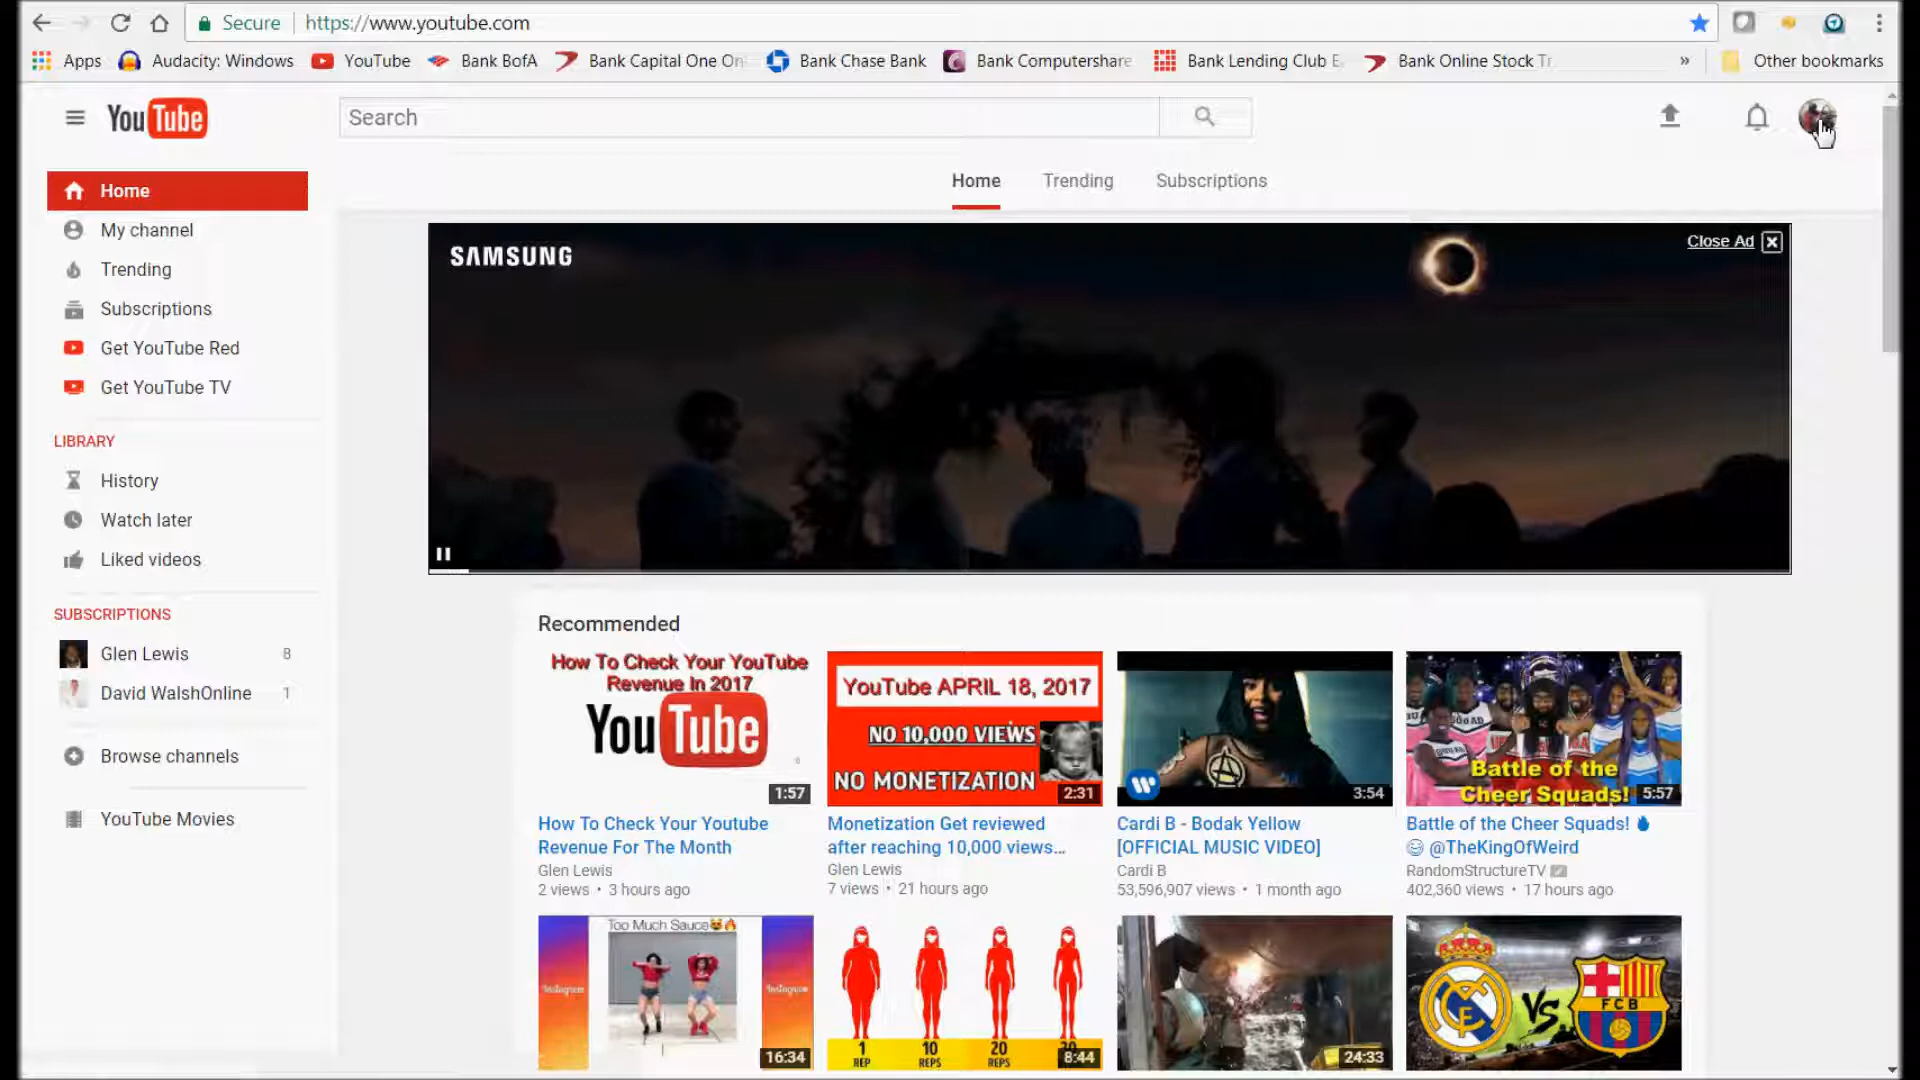 Secure https://www.youtube.com
Apps Audacity: Windows YouTube Bank BofA Bank Capital One On Bank Chase Bank Bank Computershare Bank Lending Club E Bank Online Stock Tr » Other bookmarks
YouTube
Search
Home Trending Subscriptions
Home
My channel
Trending
Subscriptions
Get YouTube Red
Get YouTube TV
LIBRARY
History
Watch later
Liked videos
SUBSCRIPTIONS
Glen Lewis 8
David WalshOnline 1
Browse channels
YouTube Movies
SAMSUNG
Close Ad
Recommended
How To Check Your YouTube
Revenue In 2017
YouTube
1:57
How To Check Your Youtube
Revenue For The Month
Glen Lewis
2 views • 3 hours ago
YouTube APRIL 18, 2017
NO 10,000 VIEWS
NO MONETIZATION
2:31
Monetization Get reviewed
after reaching 10,000 views...
Glen Lewis
7 views • 21 hours ago
3:54
Cardi B - Bodak Yellow
[OFFICIAL MUSIC VIDEO]
Cardi B
53,596,907 views • 1 month ago
Battle of the
Cheer Squads!
5:57
Battle of the Cheer Squads!
@TheKingOfWeird
RandomStructureTV
402,360 views • 17 hours ago
Too Much Sauce
Instagram
Instagram
16:34
1 REP
10 REPS
20 REPS
8:44
24:33
VS
FCB